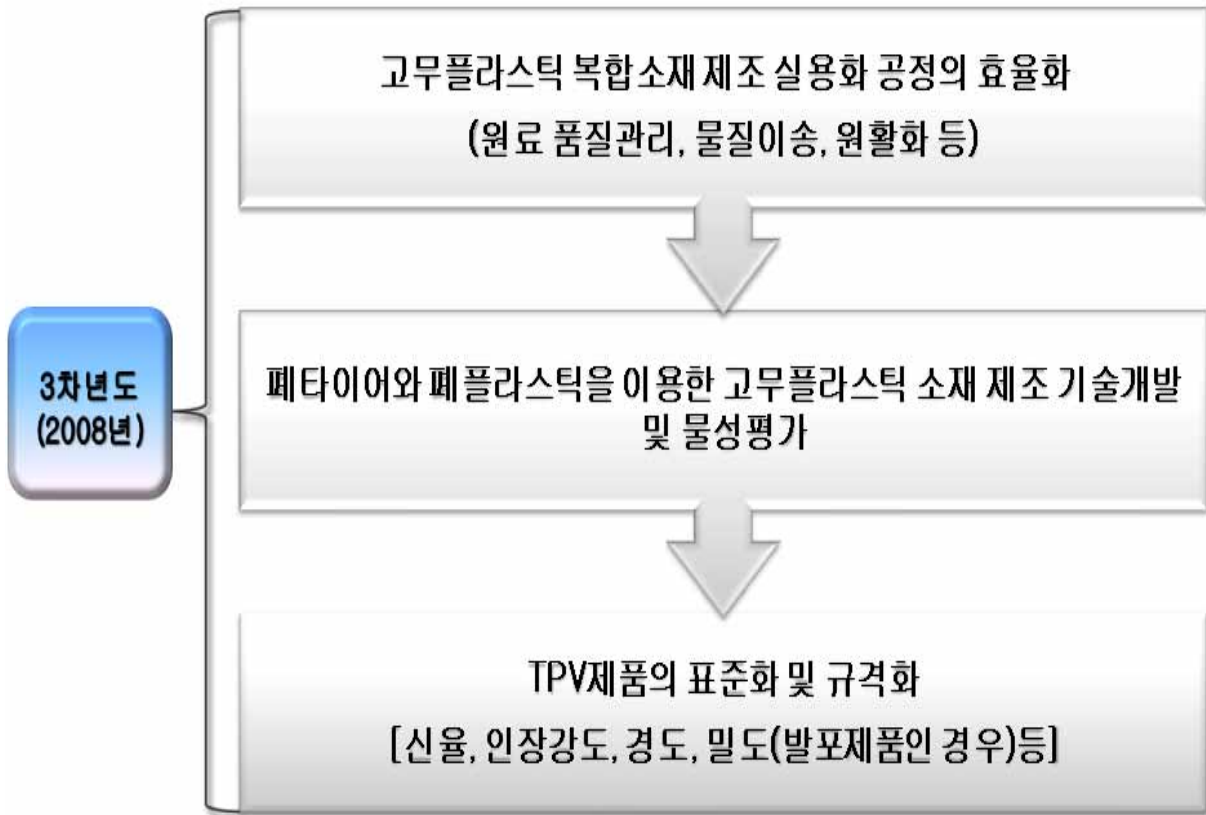 고무플라스틱 복합소재 제조 실용화 공정의 효율화
(원료 품질관리, 물질이송, 원활화 등)
3차년도
(2008년)
폐타이어와 폐플라스틱을 이용한 고무플라스틱 소재 제조 기술개발
및 물성평가
TPV제품의 표준화 및 규격화
[신율, 인장강도, 경도, 밀도(발포제품인 경우)등]